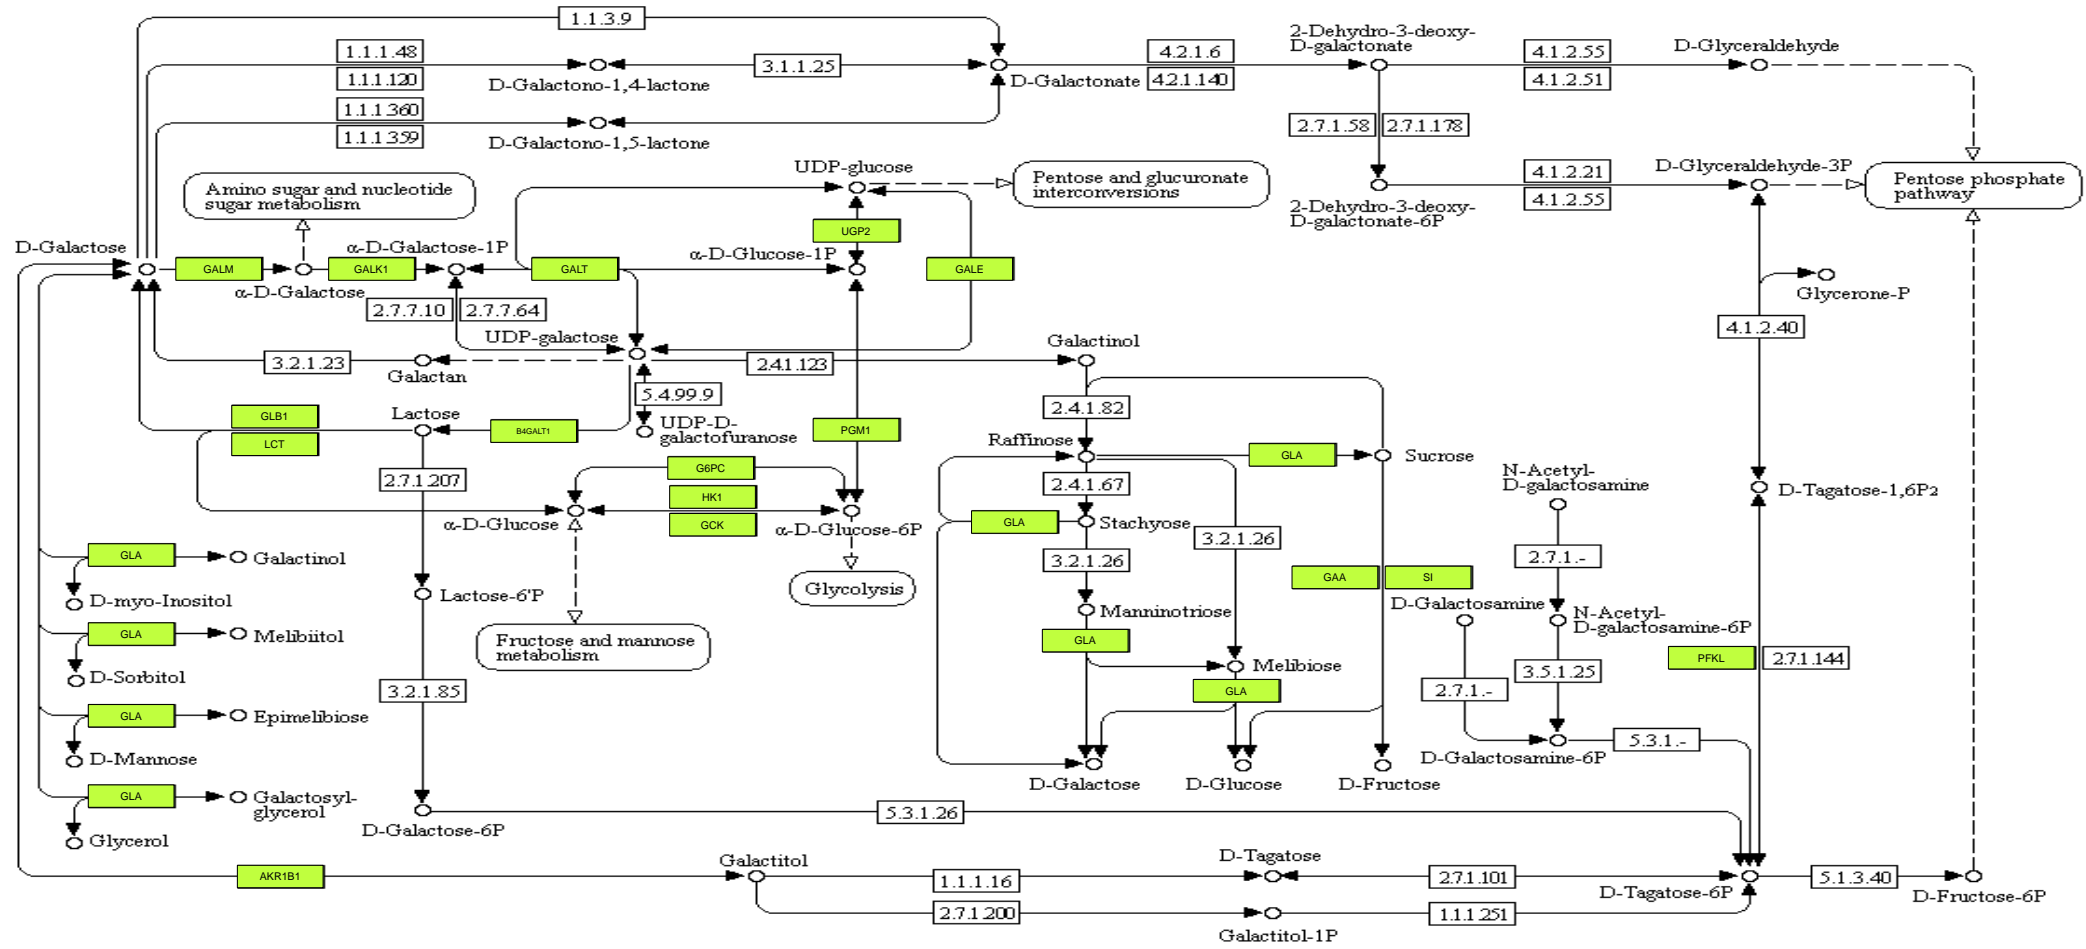 1.1.3.9
1.1.1.48
1.1.1.120
D-Galactono-1,4-lactone
3.1.1.25
D-Galactonate
4.2.1.6
4.2.1.140
2-Dehydro-3-deoxy-
D-galactonate
4.1.2.55
4.1.2.51
D-Glyceraldehyde
1.1.1.360
1.1.1.359
D-Galactono-1,5-lactone
2.7.1.58
2.7.1.178
UDP-glucose
Amino sugar and nucleotide
sugar metabolism
Pentose and glucuronate
interconversions
2-Dehydro-3-deoxy-
D-galactonate-6P
4.1.2.21
4.1.2.55
D-Glyceraldehyde-3P
Pentose phosphate
pathway
D-Galactose
GALM
α-D-Galactose
GALK1
α-D-Galactose-1P
GALT
α-D-Glucose-1P
UGP2
GALE
2.7.7.10
2.7.7.64
Glycerone-P
4.1.2.40
UDP-galactose
3.2.1.23
Galactan
2.4.1.123
Galactinol
5.4.99.9
UDP-D-
galactofuranose
GLB1
LCT
Lactose
B4GALT1
PGM1
2.4.1.82
Raffinose
GLA
Sucrose
2.7.1.207
G6PC
HK1
GCK
α-D-Glucose
α-D-Glucose-6P
2.4.1.67
GLA
Stachyose
3.2.1.26
3.2.1.26
N-Acetyl-
D-galactosamine
D-Tagatose-1,6P2
2.7.1.-
GLA
Galactinol
D-myo-Inositol
Lactose-6'P
Glycolysis
Manninotriose
GAA
SI
D-Galactosamine
N-Acetyl-
D-galactosamine-6P
GLA
Melibiitol
D-Sorbitol
Fructose and mannose
metabolism
GLA
Melibiose
GLA
PFKL
2.7.1.144
3.2.1.85
2.7.1.-
3.5.1.25
GLA
Epimelibiose
D-Mannose
D-Galactosamine-6P
5.3.1.-
D-Galactose
D-Glucose
D-Fructose
GLA
Galactosyl-
glycerol
Glycerol
D-Galactose-6P
5.3.1.26
AKR1B1
Galactitol
1.1.1.16
D-Tagatose
2.7.1.101
D-Tagatose-6P
5.1.3.40
D-Fructose-6P
2.7.1.200
Galactitol-1P
1.1.1.251